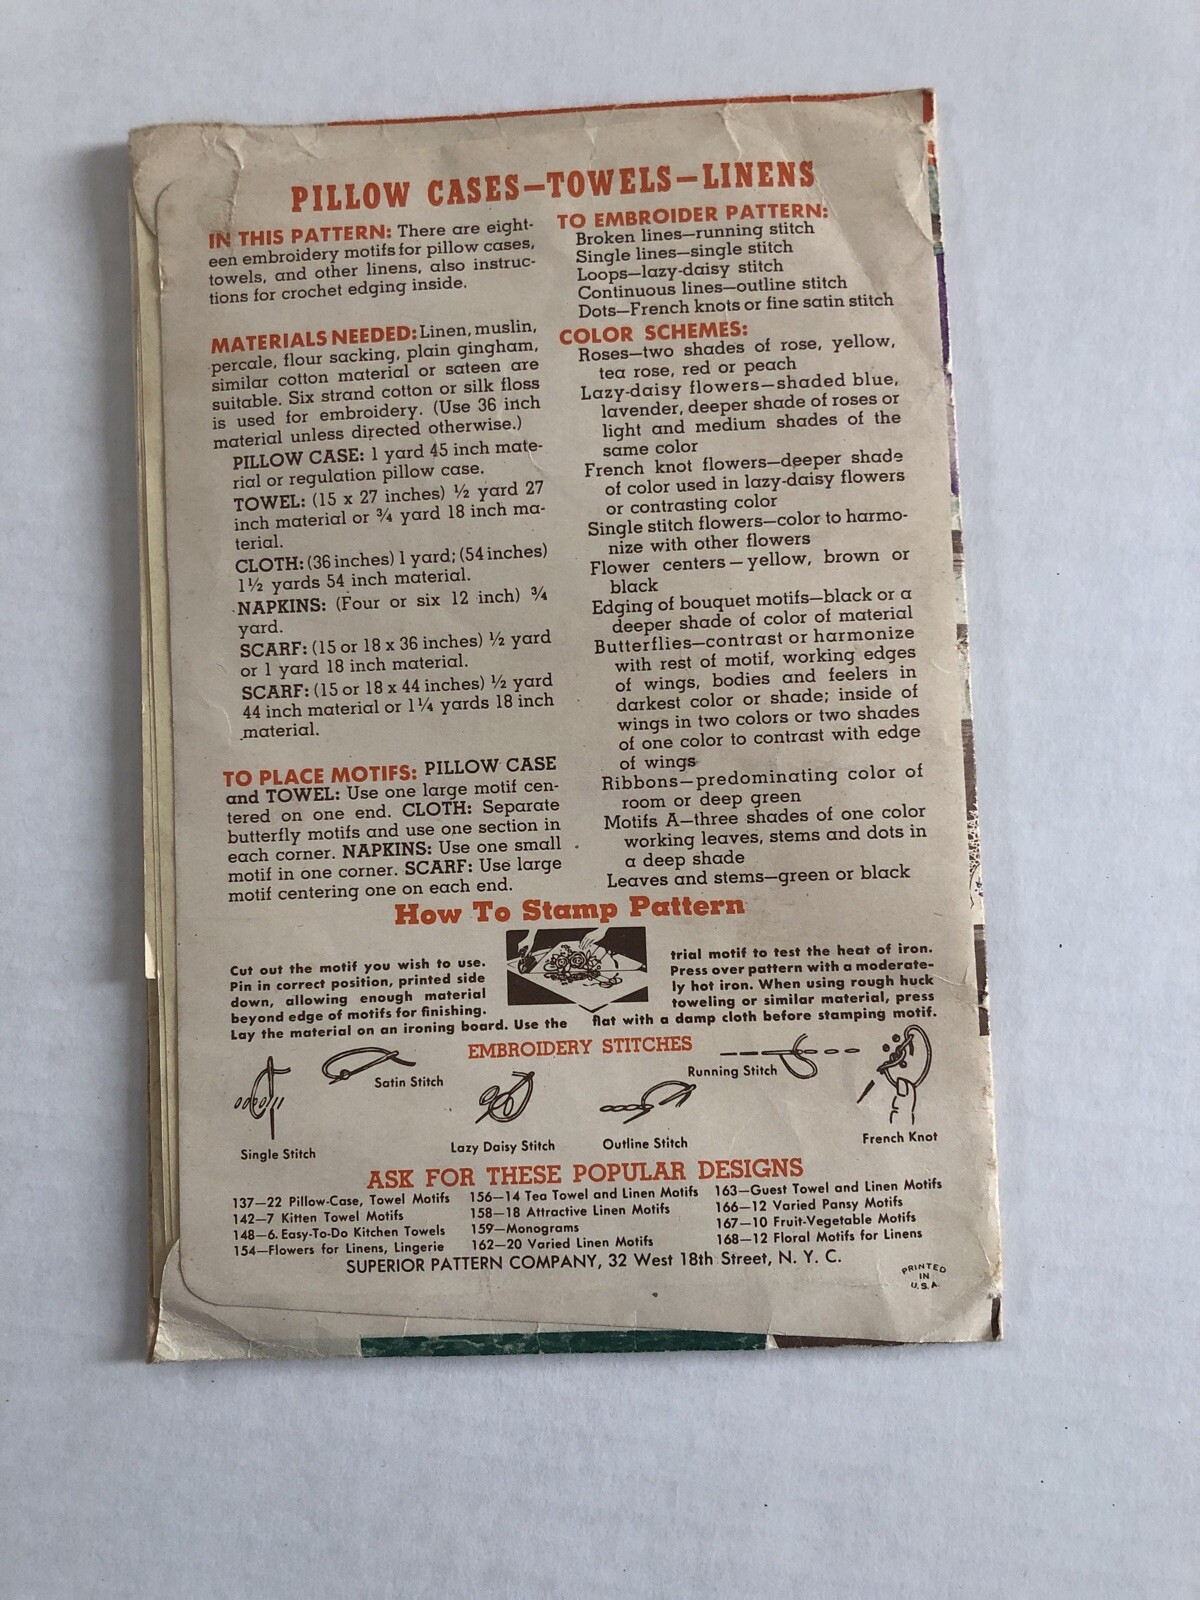 PILLOW CASES—TOWELS—LINENS
IN THIS PATTERN: There are eight-
een embroidery motifs for pillow cases,
towels, and other linens, also instruc-
tions for crochet edging inside.
MATERIALS NEEDED: Linen, muslin,
percale, flour sacking, plain gingham,
similar cotton material or sateen are
suitable. Six strand cotton or silk floss
is used for embroidery. (Use 36 inch
material unless directed otherwise.)
PILLOW CASE: 1 yard 45 inch mate-
rial or regulation pillow case.
TOWEL: (15 x 27 inches) ½ yard 27
inch material or ¾ yard 18 inch ma-
terial.
CLOTH: (36 inches) 1 yard; (54 inches)
1½ yards 54 inch material.
NAPKINS: (Four or six 12 inch) ¾
yard.
SCARF: (15 or 18 x 36 inches) ½ yard
or 1 yard 18 inch material.
SCARF: (15 or 18 x 44 inches) ½ yard
44 inch material or 1¼ yards 18 inch
material.
TO PLACE MOTIFS: PILLOW CASE
and TOWEL: Use one large motif cen-
tered on one end. CLOTH: Separate
butterfly motifs and use one section in
each corner. NAPKINS: Use one small
motif in one corner. SCARF: Use large
motif centering one on each end.
TO EMBROIDER PATTERN:
Broken lines—running stitch
Single lines—single stitch
Loops—lazy-daisy stitch
Continuous lines—outline stitch
Dots—French knots or fine satin stitch
COLOR SCHEMES:
Roses—two shades of rose, yellow,
tea rose, red or peach
Lazy-daisy flowers—shaded blue,
lavender, deeper shade of roses or
light and medium shades of the
same color
French knot flowers—deeper shade
of color used in lazy-daisy flowers
or contrasting color
Single stitch flowers—color to harmo-
nize with other flowers
Flower centers—yellow, brown or
black
Edging of bouquet motifs—black or a
deeper shade of color of material
Butterflies—contrast or harmonize
with rest of motif, working edges
of wings, bodies and feelers in
darkest color or shade; inside of
wings in two colors or two shades
of one color to contrast with edge
of wings
Ribbons—predominating color of
room or deep green
Motifs A—three shades of one color
working leaves, stems and dots in
a deep shade
Leaves and stems—green or black
How To Stamp Pattern
Cut out the motif you wish to use.
Pin in correct position, printed side
down, allowing enough material
beyond edge of motifs for finishing.
Lay the material on an ironing board. Use the
trial motif to test the heat of iron.
Press over pattern with a moderate-
ly hot iron. When using rough huck
toweling or similar material, press
flat with a damp cloth before stamping motif.
EMBROIDERY STITCHES
Single Stitch
Satin Stitch
Lazy Daisy Stitch
Outline Stitch
Running Stitch
French Knot
ASK FOR THESE POPULAR DESIGNS
137—22 Pillow-Case, Towel Motifs
142—7 Kitten Towel Motifs
148—6. Easy-To-Do Kitchen Towels
154—Flowers for Linens, Lingerie
156—14 Tea Towel and Linen Motifs
158—18 Attractive Linen Motifs
159—Monograms
162—20 Varied Linen Motifs
163—Guest Towel and Linen Motifs
166—12 Varied Pansy Motifs
167—10 Fruit-Vegetable Motifs
168—12 Floral Motifs for Linens
SUPERIOR PATTERN COMPANY, 32 West 18th Street, N. Y. C.
PRINTED
IN
U.S.A.